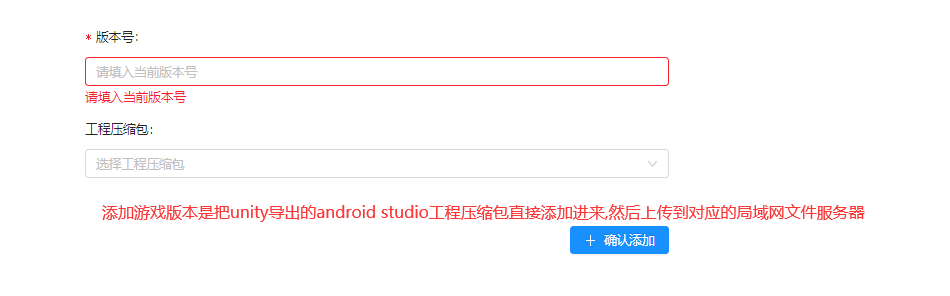 * 版本号:
请填入当前版本号
请填入当前版本号
工程压缩包:
选择工程压缩包
添加游戏版本是把unity导出的android studio工程压缩包直接添加进来,然后上传到对应的局域网文件服务器
+ 确认添加